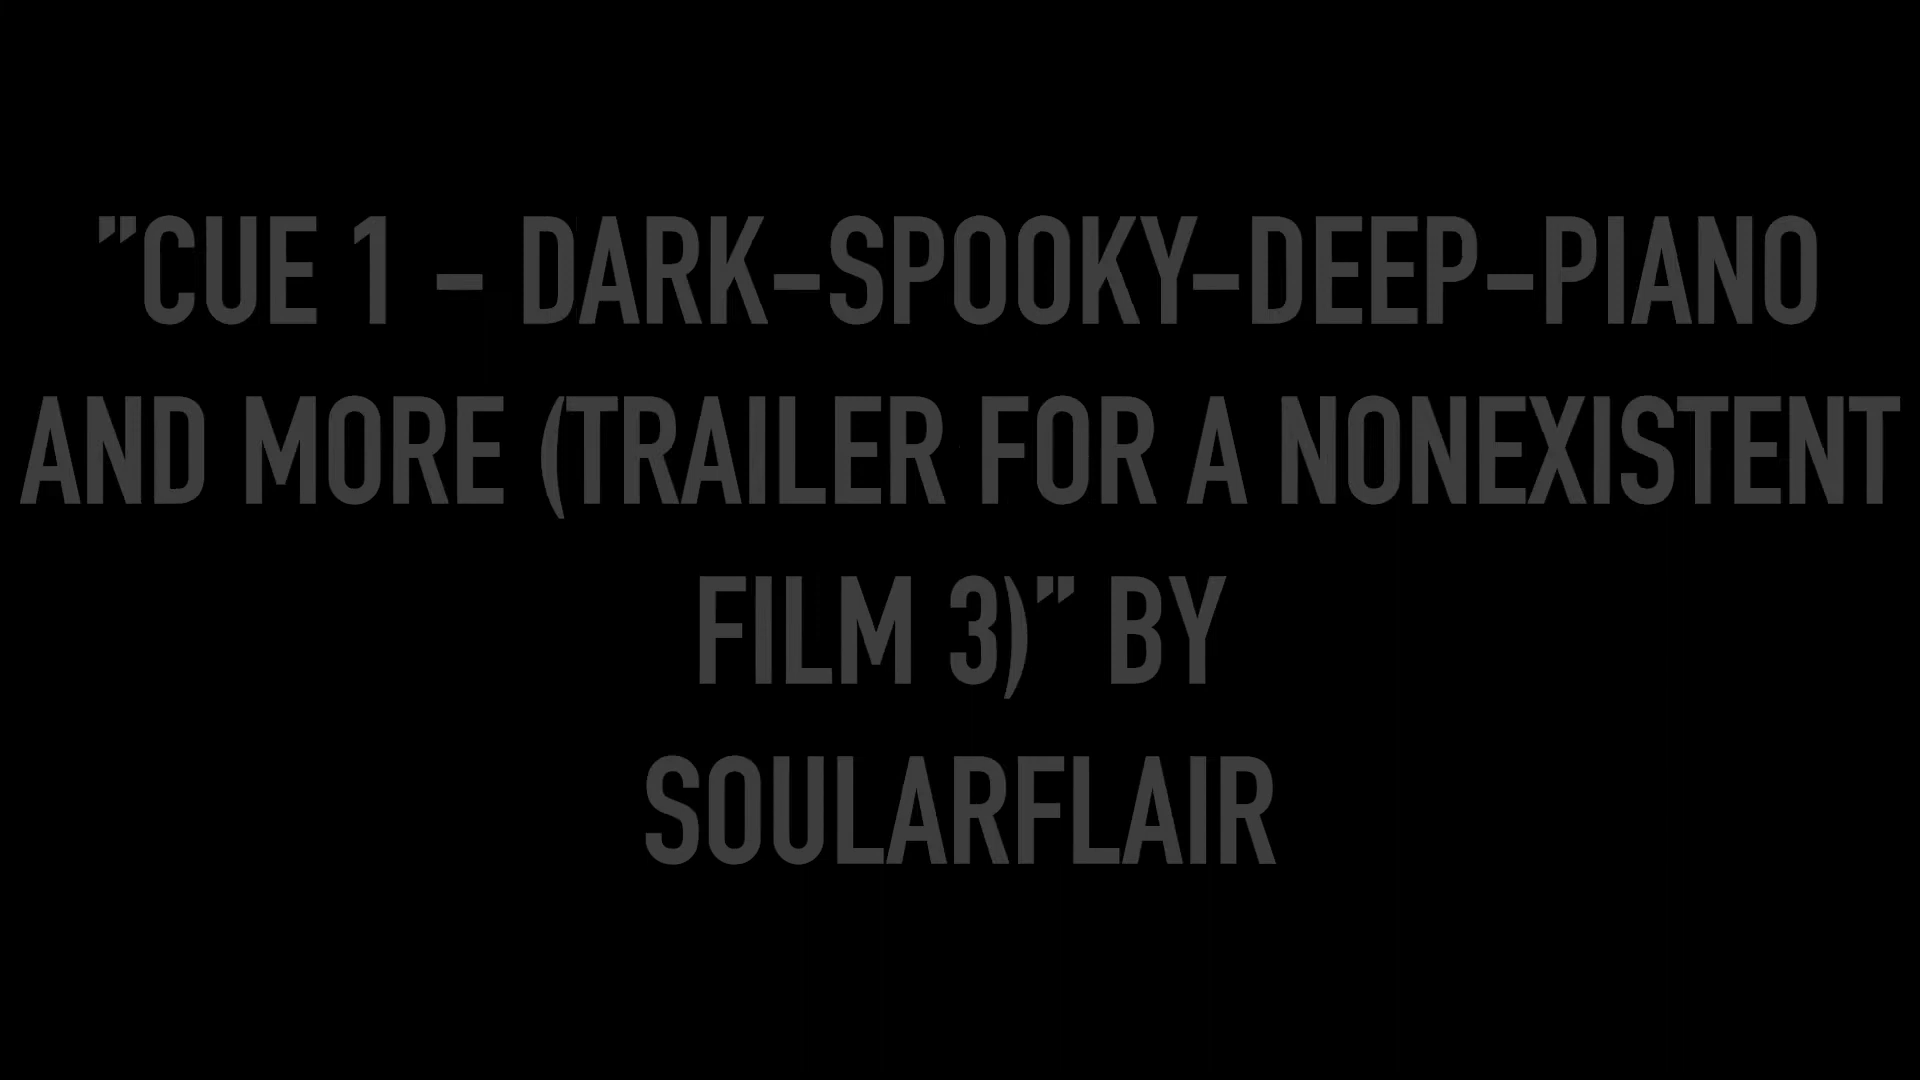 ”CUE 1 - DARK-SPOOKY-DEEP-PIANO
AND MORE (TRAILER FOR A NONEXISTENT
FILM 3)” BY
SOULARFLAIR